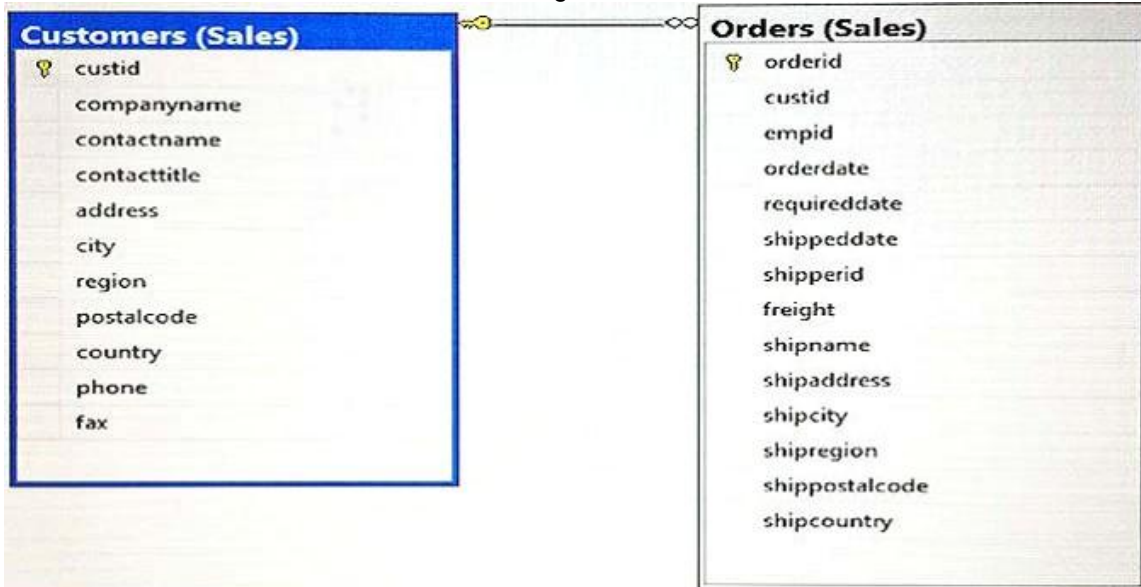 Customers (Sales)
custid
companyname
contactname
contacttitle
address
city
region
postalcode
country
phone
fax
Orders (Sales)
orderid
custid
empid
orderdate
requireddate
shippeddate
shipperid
freight
shipname
shipaddress
shipcity
shipregion
shippostalcode
shipcountry